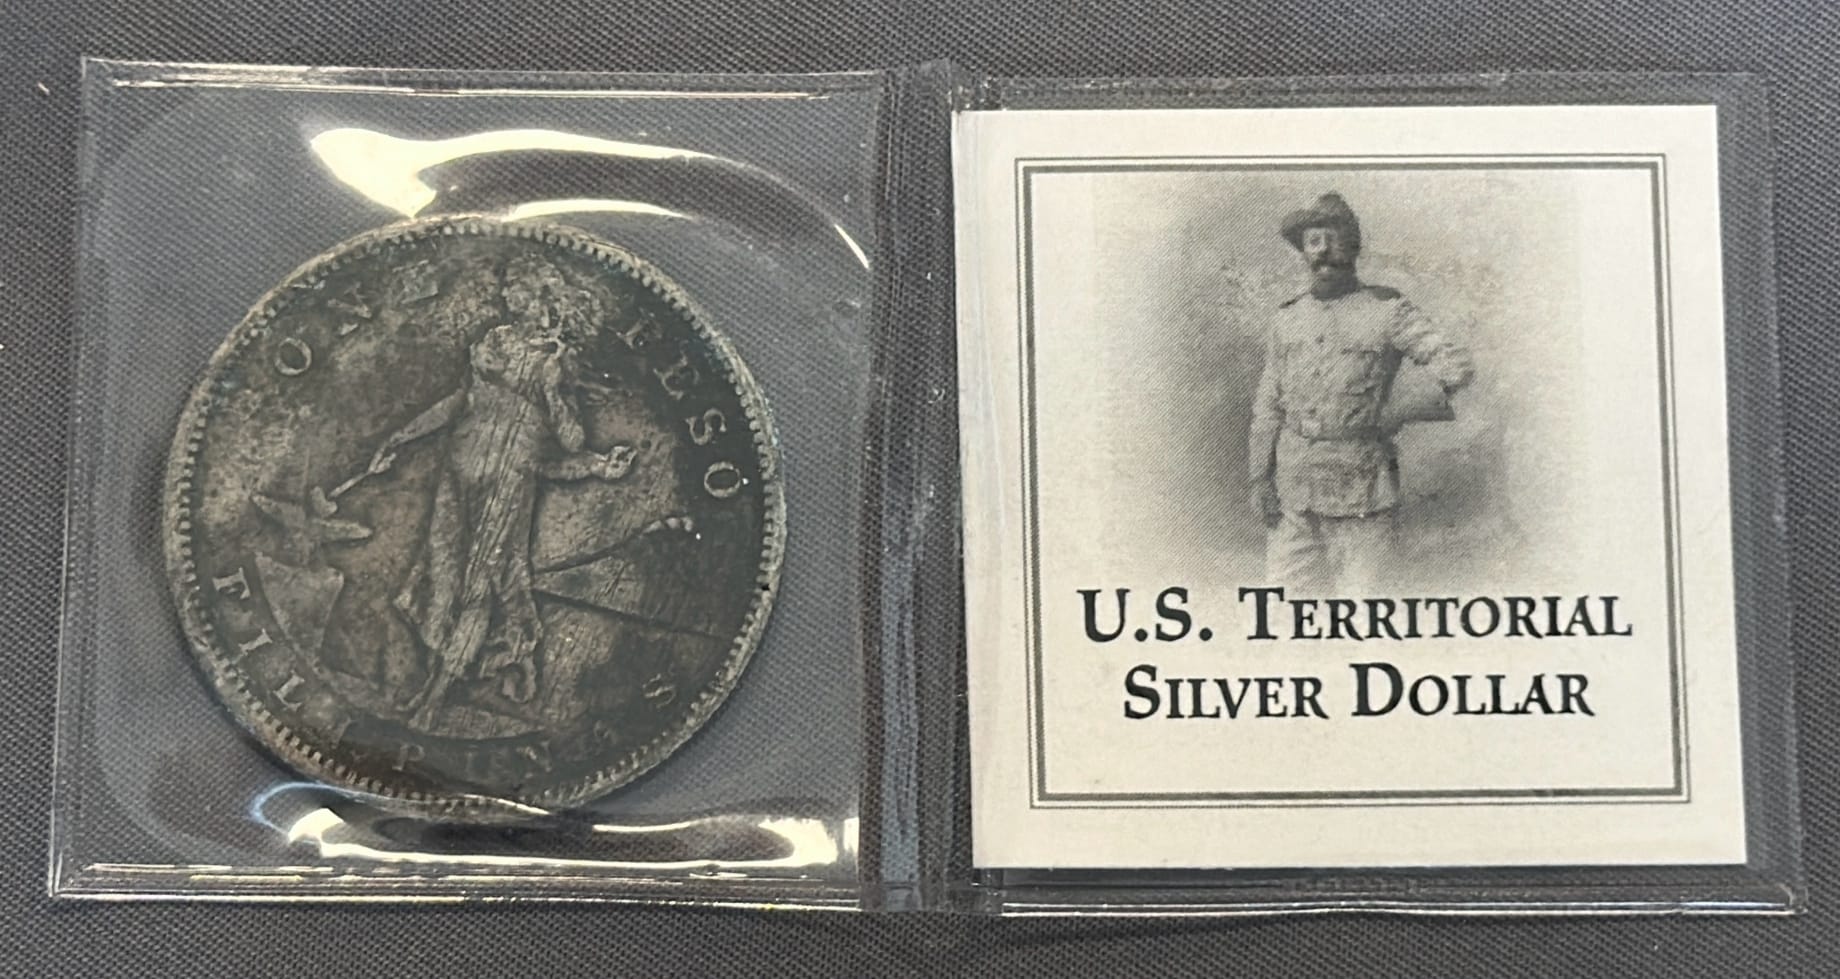 ONE PESO
FILIPINAS
U.S. TERRITORIAL
SILVER DOLLAR